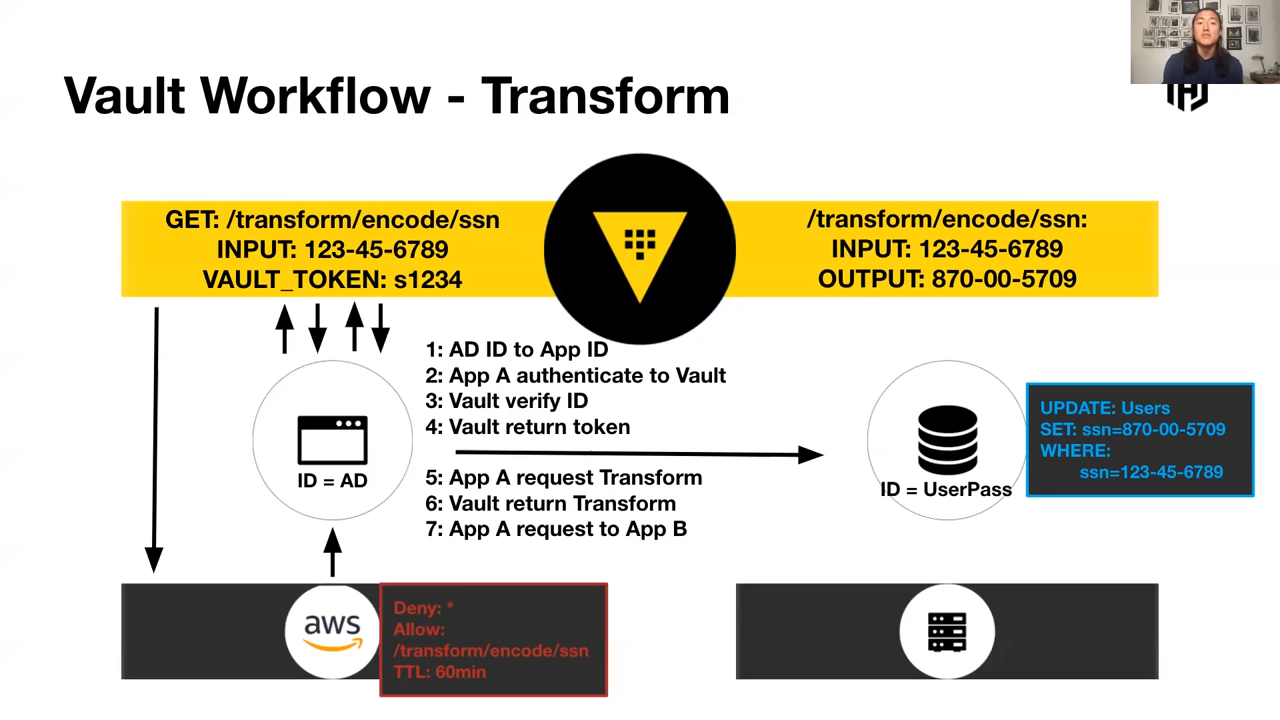 Vault Workflow - Transform
GET: /transform/encode/ssn
INPUT: 123-45-6789
VAULT_TOKEN: s1234
/transform/encode/ssn:
INPUT: 123-45-6789
OUTPUT: 870-00-5709
1: AD ID to App ID
2: App A authenticate to Vault
3: Vault verify ID
4: Vault return token
5: App A request Transform
6: Vault return Transform
7: App A request to App B
ID = AD
ID = UserPass
UPDATE: Users
SET: ssn=870-00-5709
WHERE:
ssn=123-45-6789
aws
Deny: *
Allow:
/transform/encode/ssn
TTL: 60min